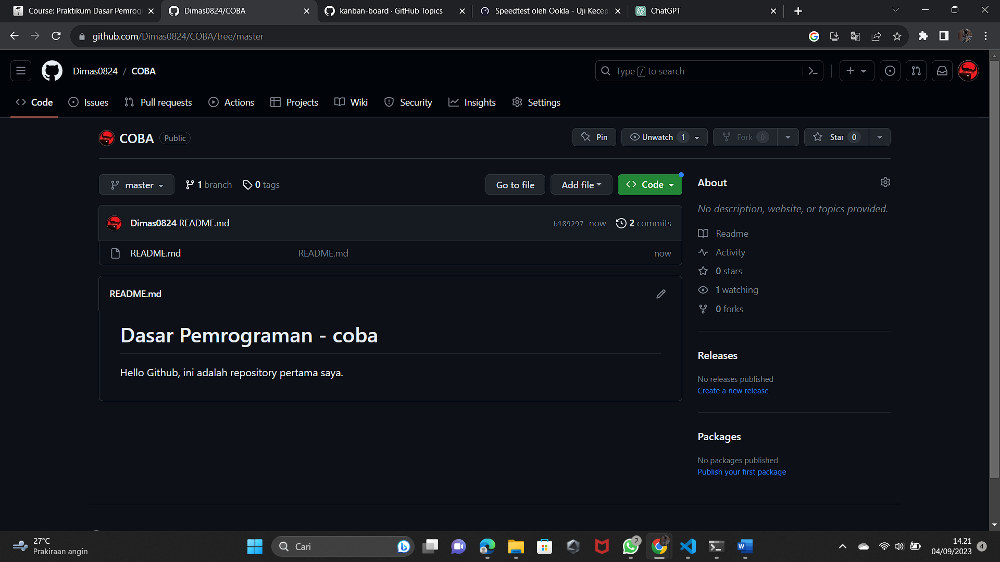 Course: Praktikum Dasar Pemrog
Dimas0824/COBA
kanban-board · GitHub Topics
Speedtest oleh Ookla - Uji Kecep
ChatGPT
github.com/Dimas0824/COBA/tree/master
Dimas0824 / COBA
Type / to search
Code
Issues
Pull requests
Actions
Projects
Wiki
Security
Insights
Settings
COBA
Public
Pin
Unwatch 1
Fork 0
Star 0
master
1 branch
0 tags
Go to file
Add file
Code
Dimas0824 README.md
b189297 now
2 commits
README.md
README.md
now
README.md
Dasar Pemrograman - coba
Hello Github, ini adalah repository pertama saya.
About
No description, website, or topics provided.
Readme
Activity
0 stars
1 watching
0 forks
Releases
No releases published
Create a new release
Packages
No packages published
Publish your first package
27°C
Prakiraan angin
Cari
2
14.21
04/09/2023
4